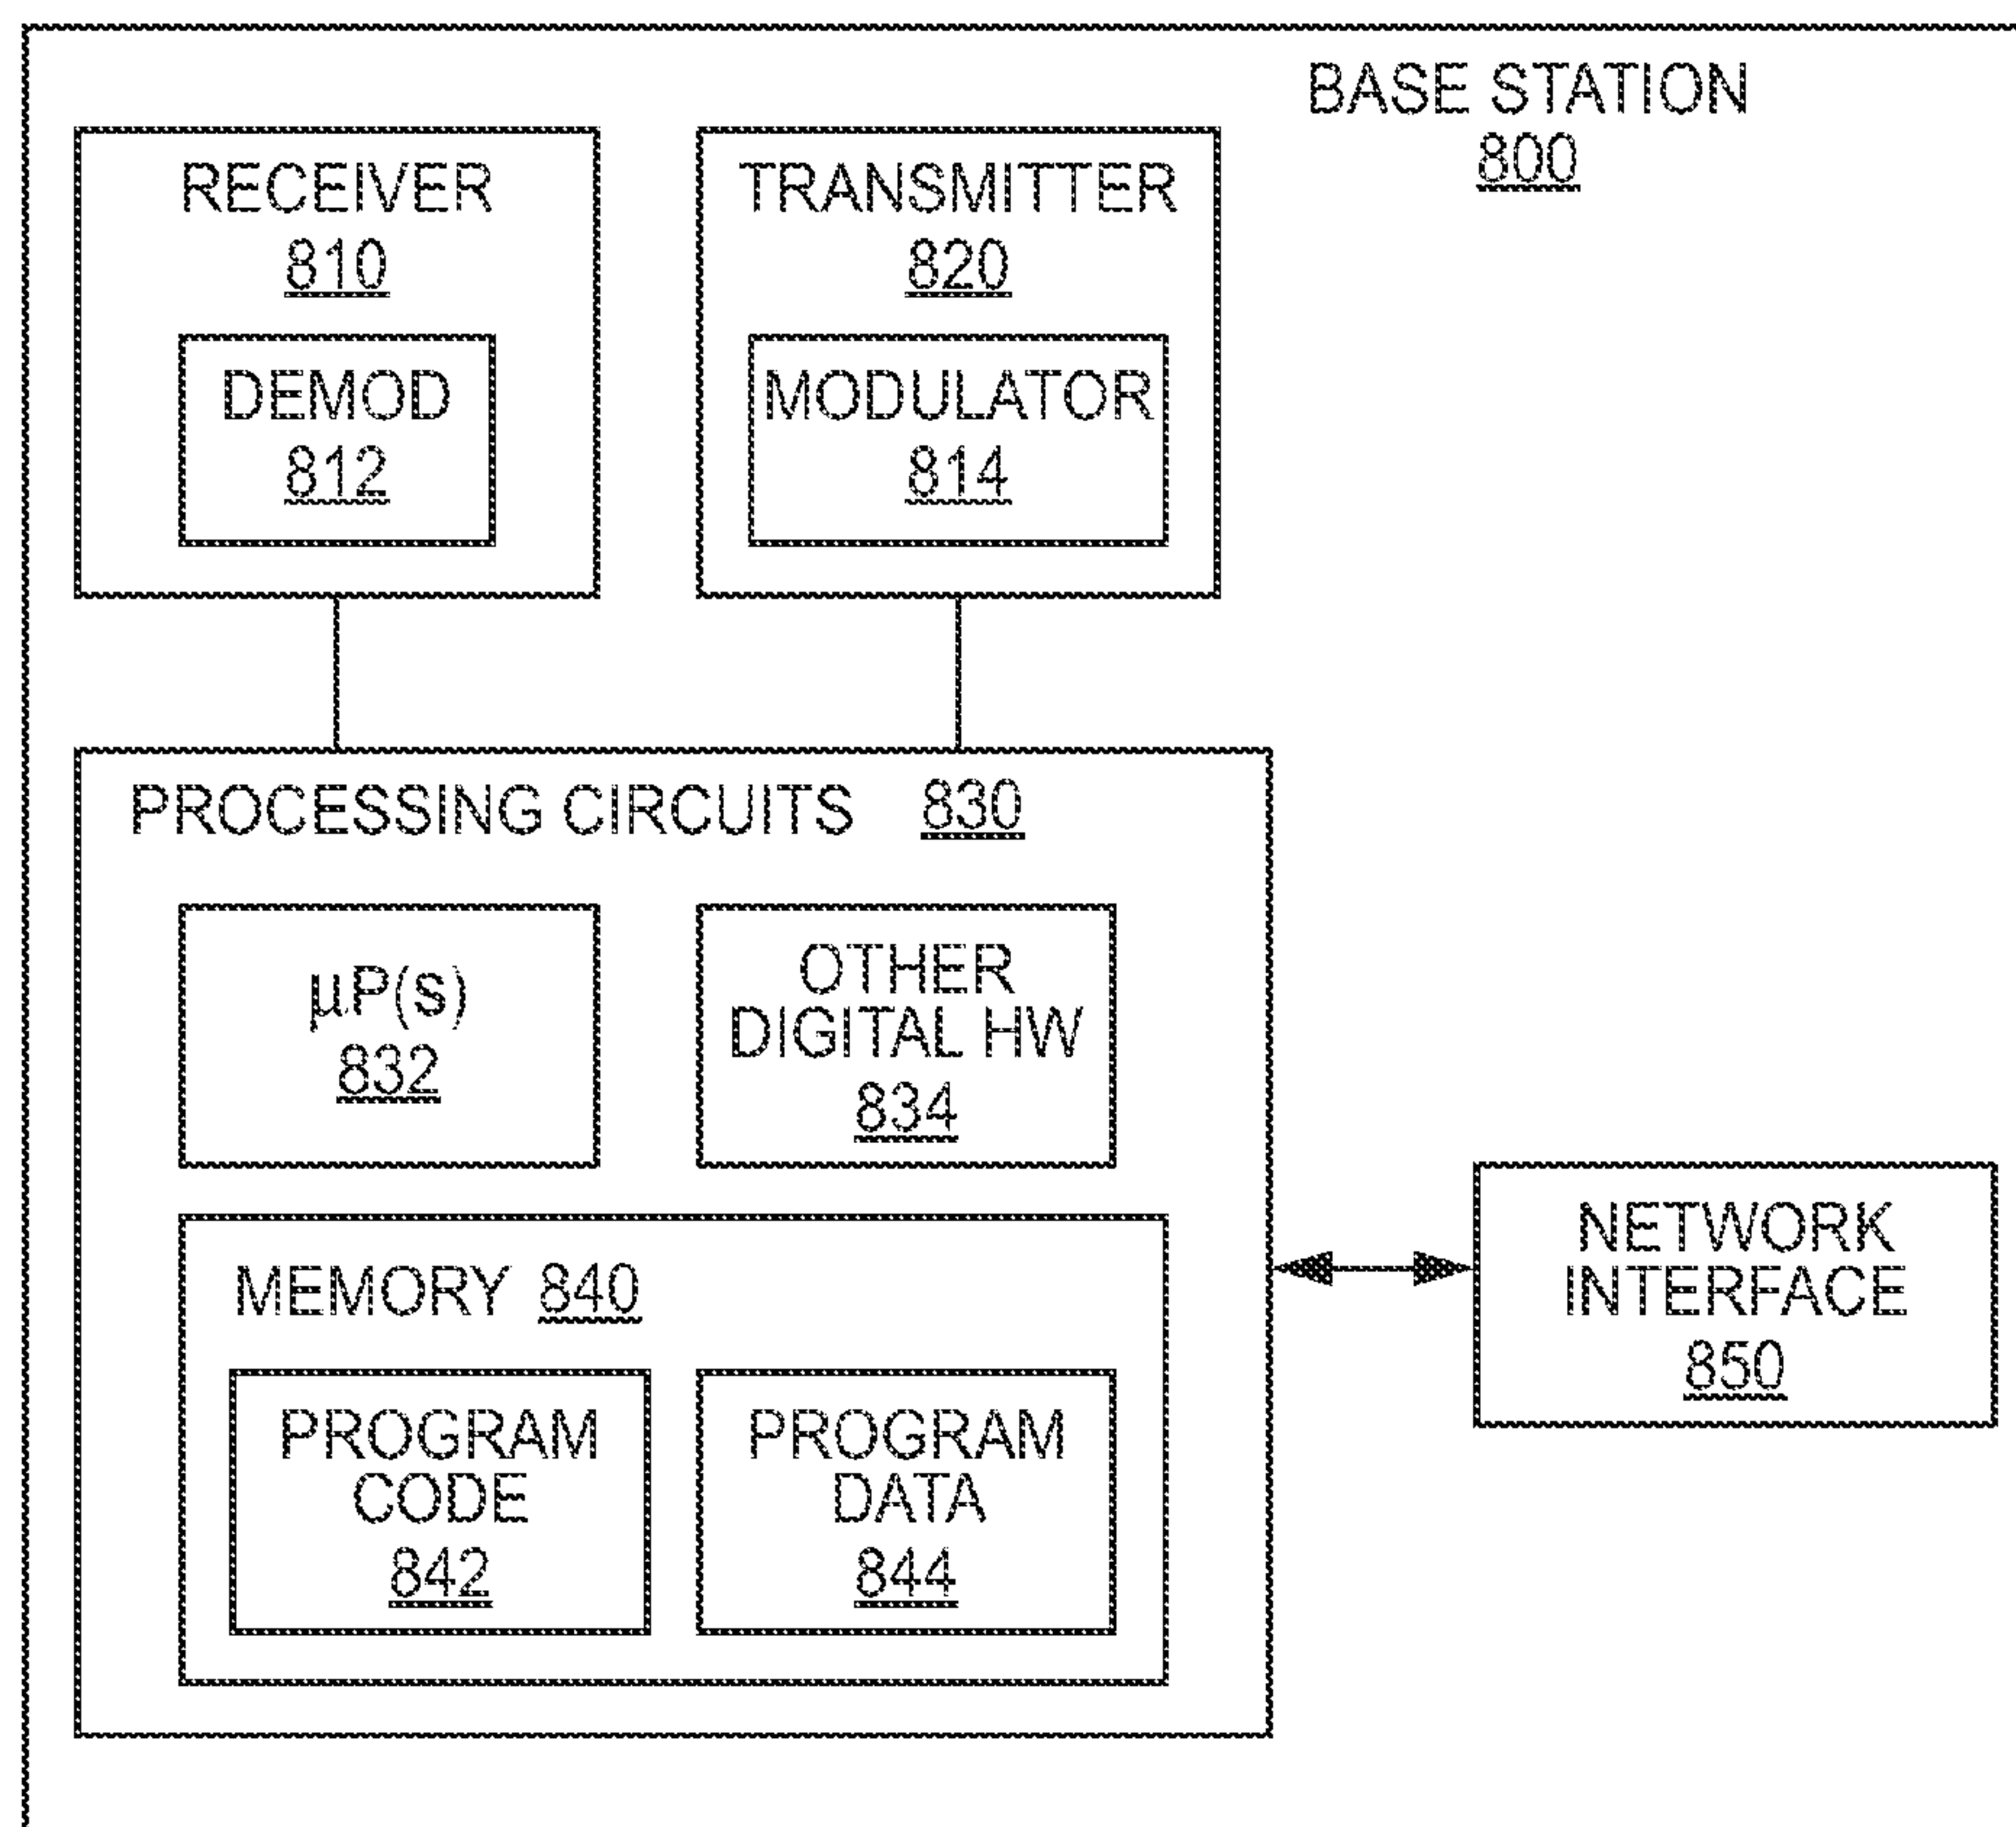 BASE STATION
800
RECEIVER
810
DEMOD
812
TRANSMITTER
820
MODULATOR
814
PROCESSING CIRCUITS 830
µP(s)
832
OTHER
DIGITAL HW
834
MEMORY 840
PROGRAM
CODE
842
PROGRAM
DATA
844
NETWORK
INTERFACE
850